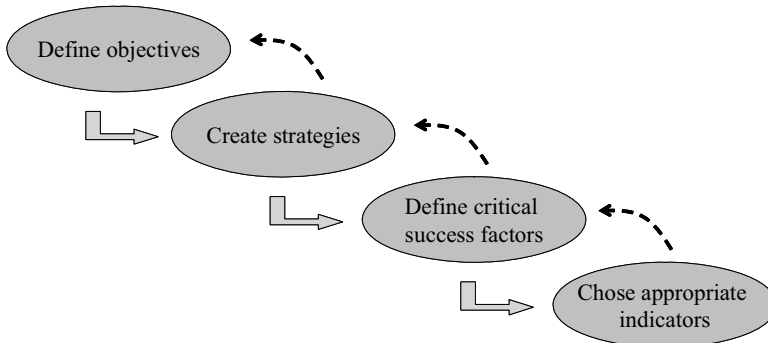 Define objectives
Create strategies
Define critical
success factors
Chose appropriate
indicators